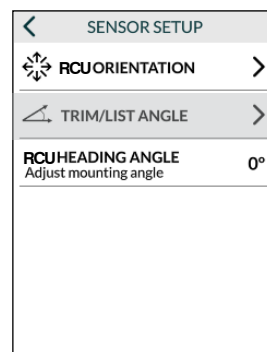 SENSOR SETUP
RCU ORIENTATION
TRIM/LIST ANGLE
RCU HEADING ANGLE 0°
Adjust mounting angle